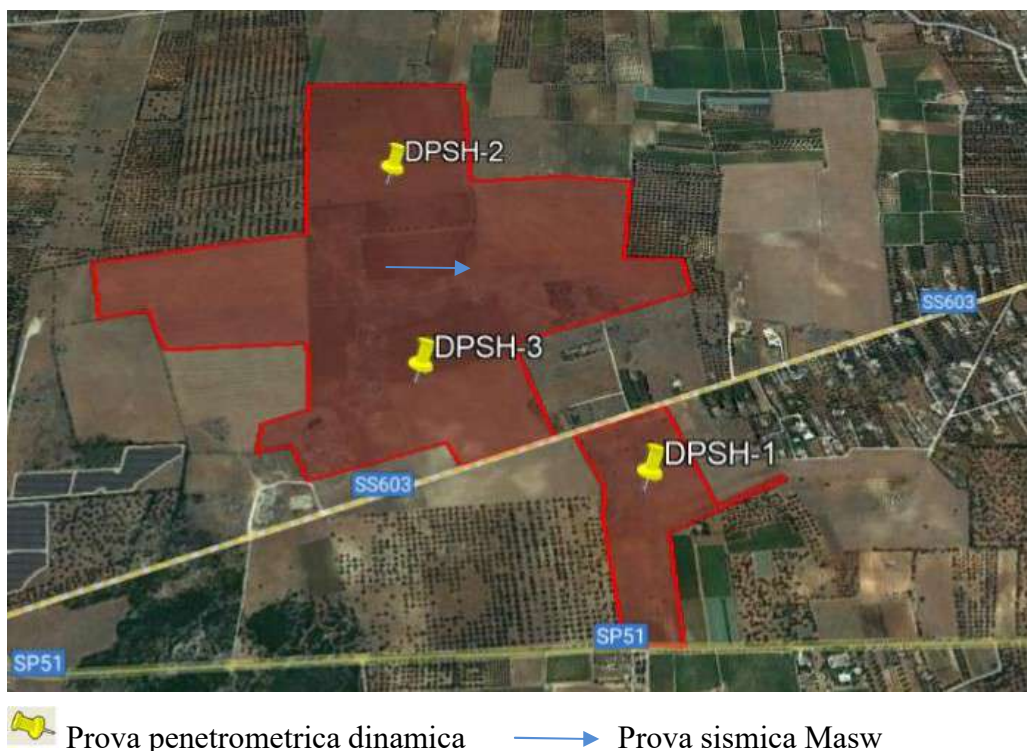 DPSH-2
SS603
DPSH-3
DPSH-1
SS603
SP51
SP51
Prova penetrometrica dinamica Prova sismica Masw